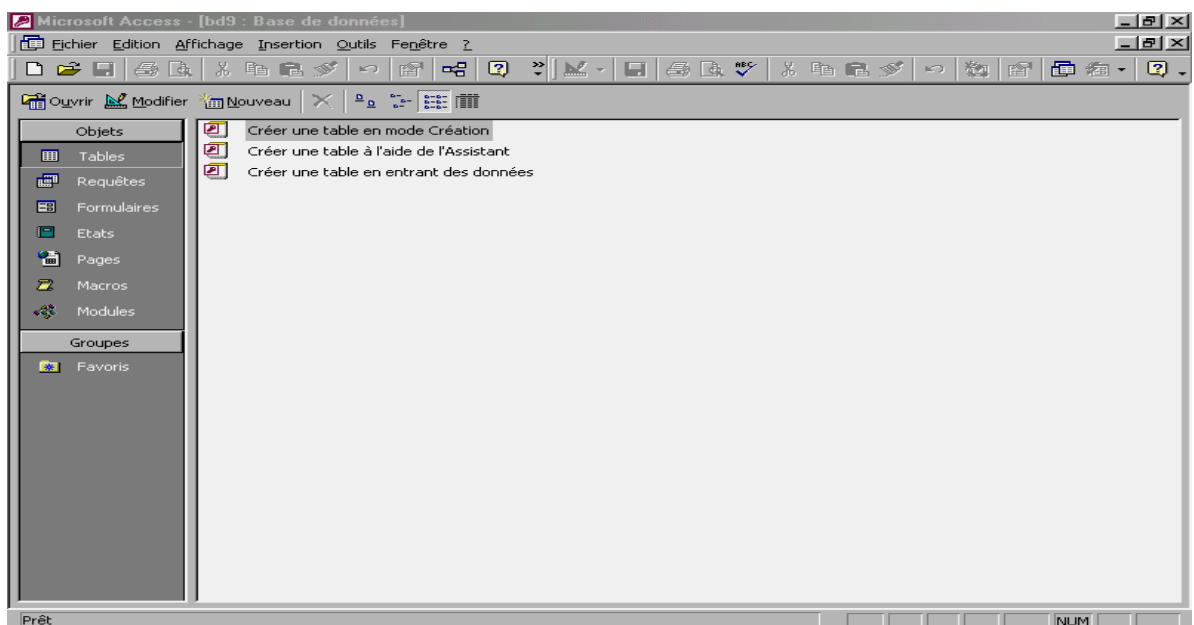 Microsoft Access - [bd9 : Base de données]
Fichier Edition Affichage Insertion Outils Fenêtre ?
ABC
Ouvrir Modifier Nouveau
Objets
Tables
Requêtes
Formulaires
Etats
Pages
Macros
Modules
Groupes
Favoris
Créer une table en mode Création
Créer une table à l'aide de l'Assistant
Créer une table en entrant des données
Prêt
NUM